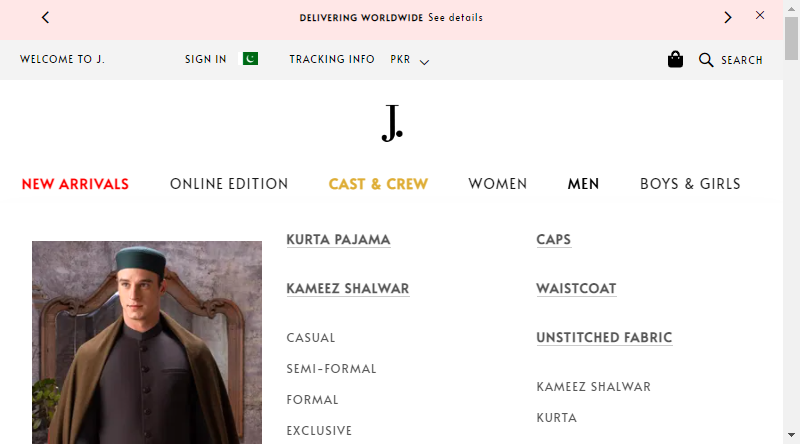 DELIVERING WORLDWIDE See details
WELCOME TO J.
SIGN IN
TRACKING INFO
PKR
SEARCH
J.
NEW ARRIVALS
ONLINE EDITION
CAST & CREW
WOMEN
MEN
BOYS & GIRLS
KURTA PAJAMA
KAMEEZ SHALWAR
CASUAL
SEMI-FORMAL
FORMAL
EXCLUSIVE
CAPS
WAISTCOAT
UNSTITCHED FABRIC
KAMEEZ SHALWAR
KURTA